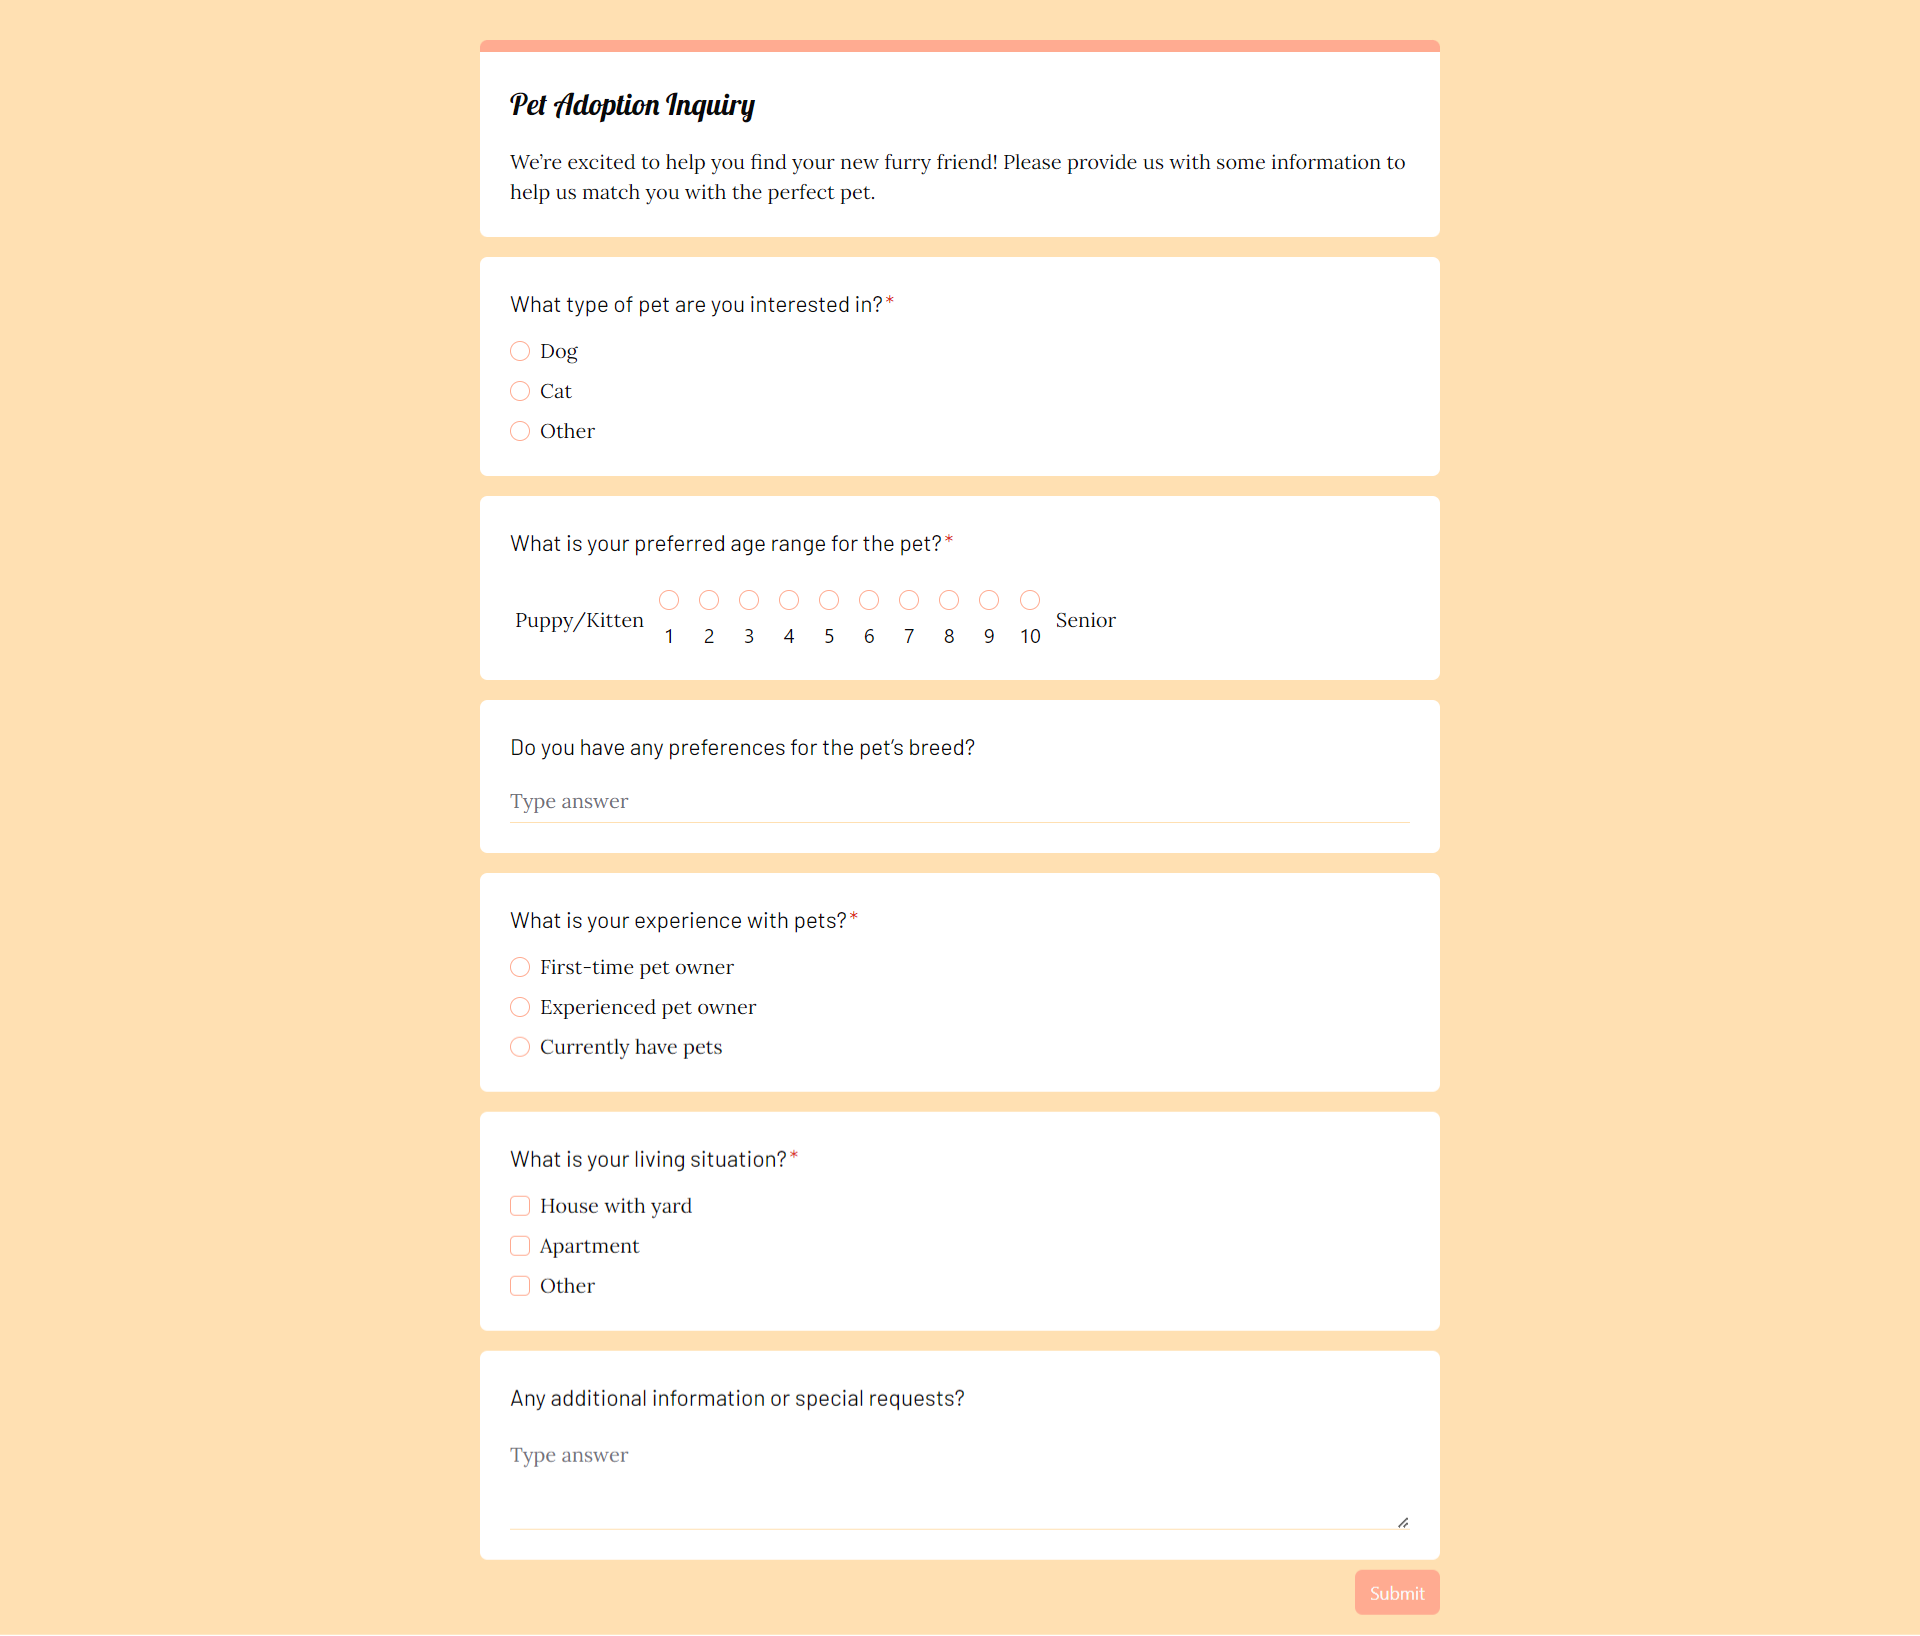 Pet Adoption Inquiry
We’re excited to help you find your new furry friend! Please provide us with some information to
help us match you with the perfect pet.
What type of pet are you interested in?*
Dog
Cat
Other
What is your preferred age range for the pet?*
Puppy/Kitten 1 2 3 4 5 6 7 8 9 10 Senior
Do you have any preferences for the pet’s breed?
Type answer
What is your experience with pets?*
First-time pet owner
Experienced pet owner
Currently have pets
What is your living situation?*
House with yard
Apartment
Other
Any additional information or special requests?
Type answer
Submit